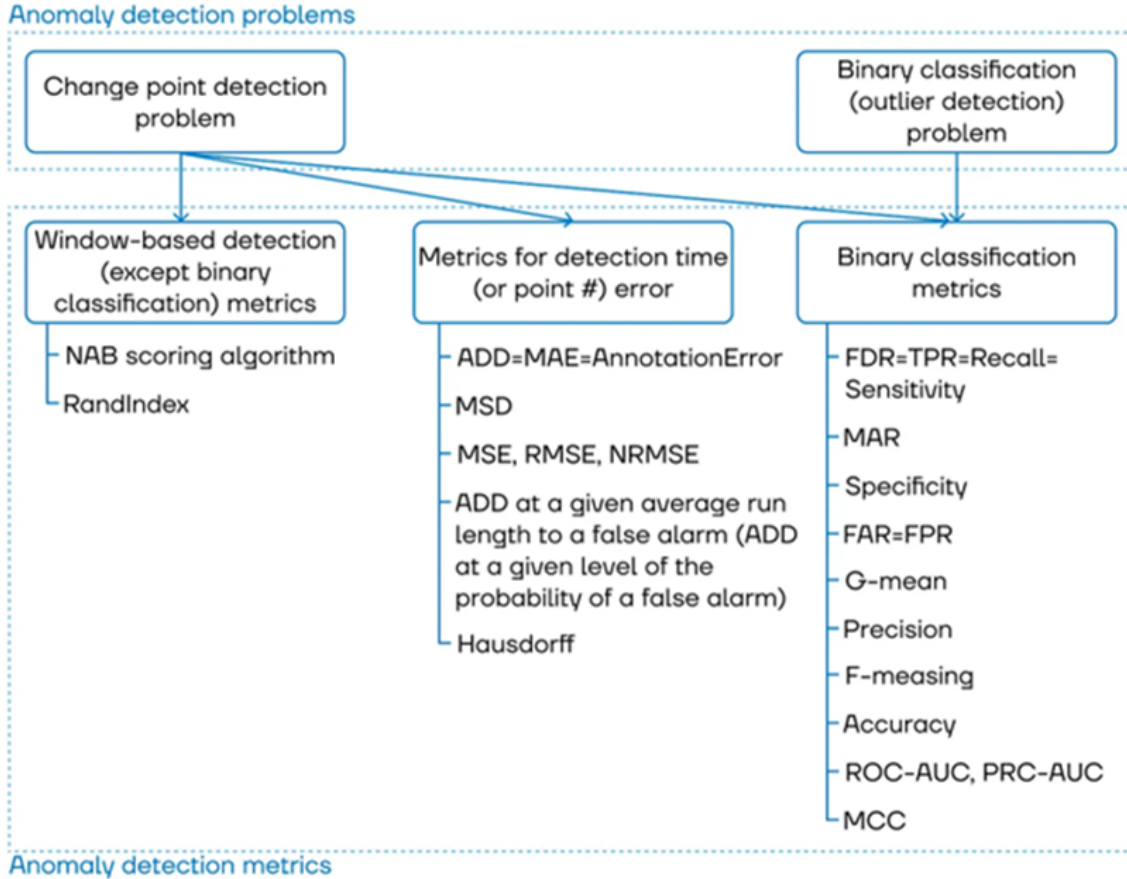 Anomaly detection problems
Change point detection
problem
Binary classification
(outlier detection)
problem
Window-based detection
(except binary
classification) metrics
NAB scoring algorithm
RandIndex
Metrics for detection time
(or point #) error
ADD=MAE=AnnotationError
MSD
MSE, RMSE, NRMSE
ADD at a given average run
length to a false alarm (ADD
at a given level of the
probability of a false alarm)
Hausdorff
Binary classification
metrics
FDR=TPR=Recall=
Sensitivity
MAR
Specificity
FAR=FPR
G-mean
Precision
F-measing
Accuracy
ROC-AUC, PRC-AUC
MCC
Anomaly detection metrics